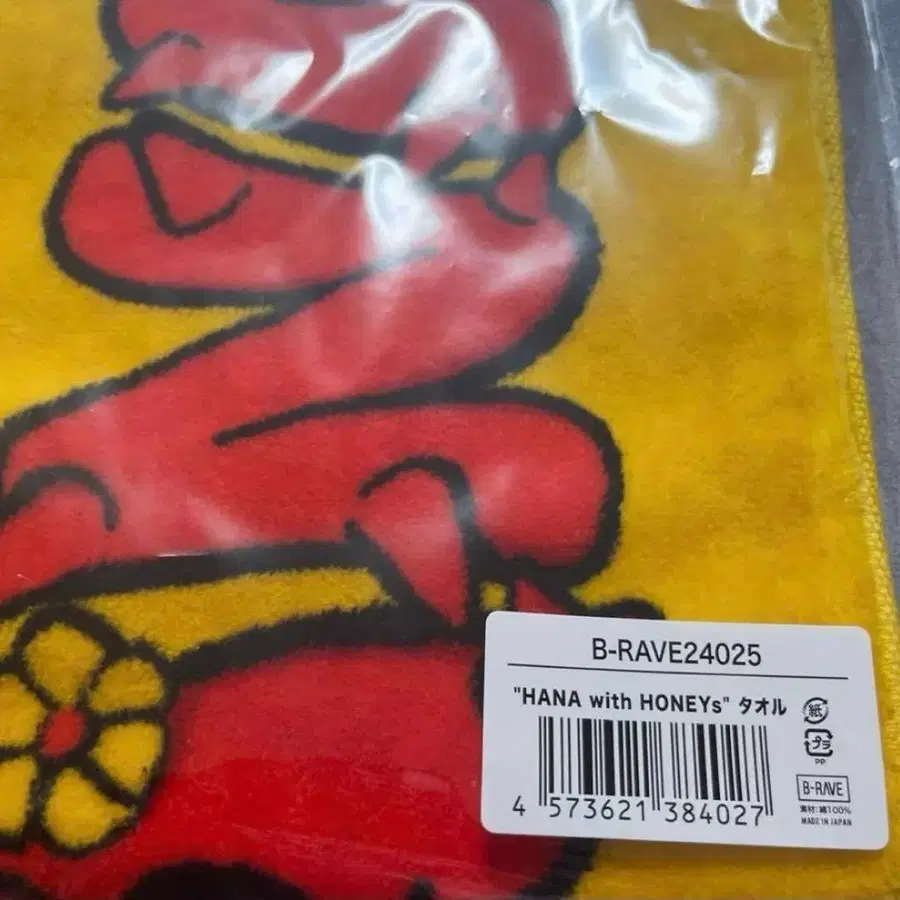 B-RAVE24025
"HANA with HONEYs" タオル
紙
プラ
PP
4 573621 384027
B-RAVE
素材:綿100%
MADE IN JAPAN